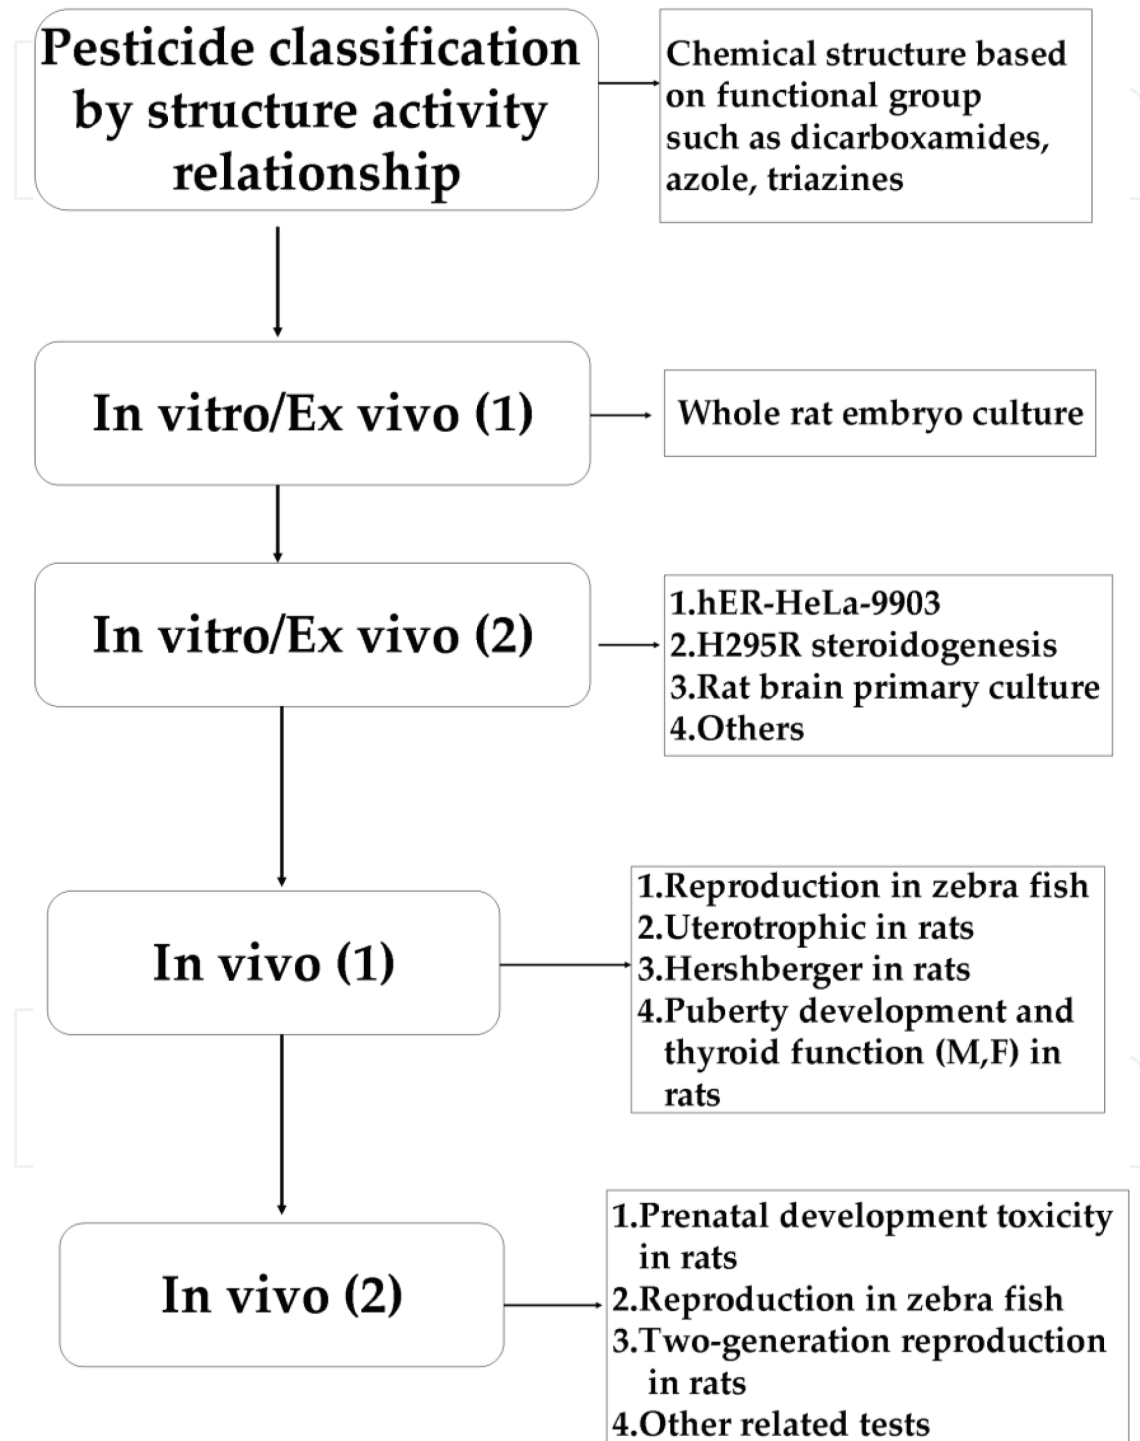 Pesticide classification
by structure activity
relationship
Chemical structure based
on functional group
such as dicarboxamides,
azole, triazines
In vitro/Ex vivo (1)
Whole rat embryo culture
In vitro/Ex vivo (2)
1.hER-HeLa-9903
2.H295R steroidogenesis
3.Rat brain primary culture
4.Others
In vivo (1)
1.Reproduction in zebra fish
2.Uterotrophic in rats
3.Hershberger in rats
4.Puberty development and
thyroid function (M,F) in
rats
In vivo (2)
1.Prenatal development toxicity
in rats
2.Reproduction in zebra fish
3.Two-generation reproduction
in rats
4.Other related tests